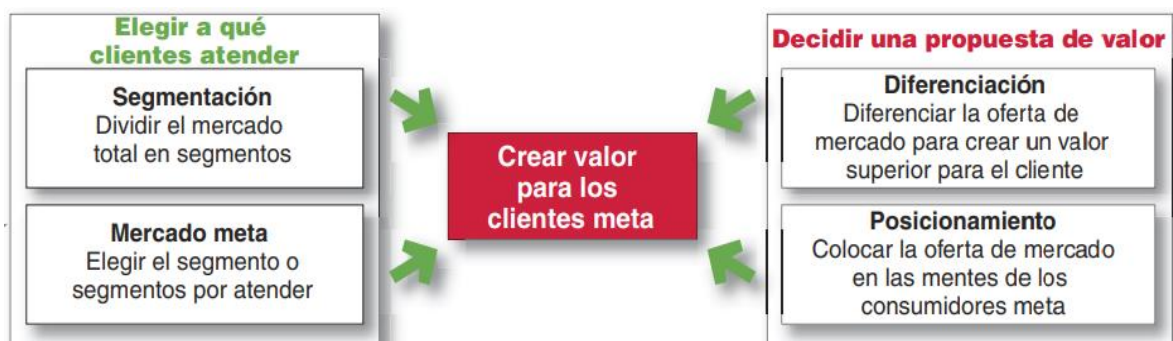 Elegir a qué
clientes atender
Segmentación
Dividir el mercado
total en segmentos
Mercado meta
Elegir el segmento o
segmentos por atender
Crear valor
para los
clientes meta
Decidir una propuesta de valor
Diferenciación
Diferenciar la oferta de
mercado para crear un valor
superior para el cliente
Posicionamiento
Colocar la oferta de mercado
en las mentes de los
consumidores meta